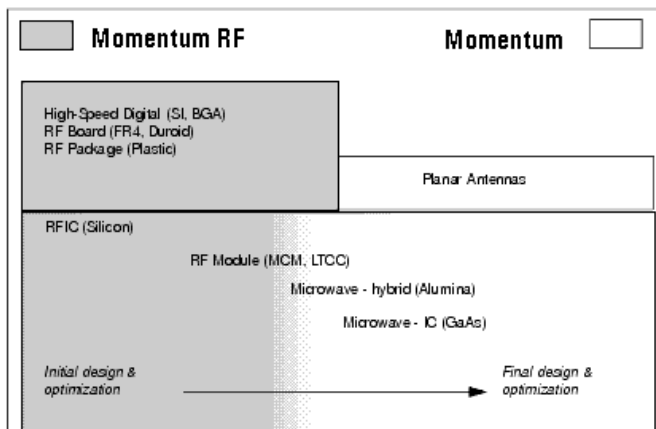 Momentum RF
Momentum
High-Speed Digital (SI, BGA)
RF Board (FR4, Duroid)
RF Package (Plastic)
Planar Antennas
RFIC (Silicon)
RF Module (MCM, LTCC)
Microwave - hybrid (Alumina)
Microwave - IC (GaAs)
Initial design &
optimization
Final design &
optimization